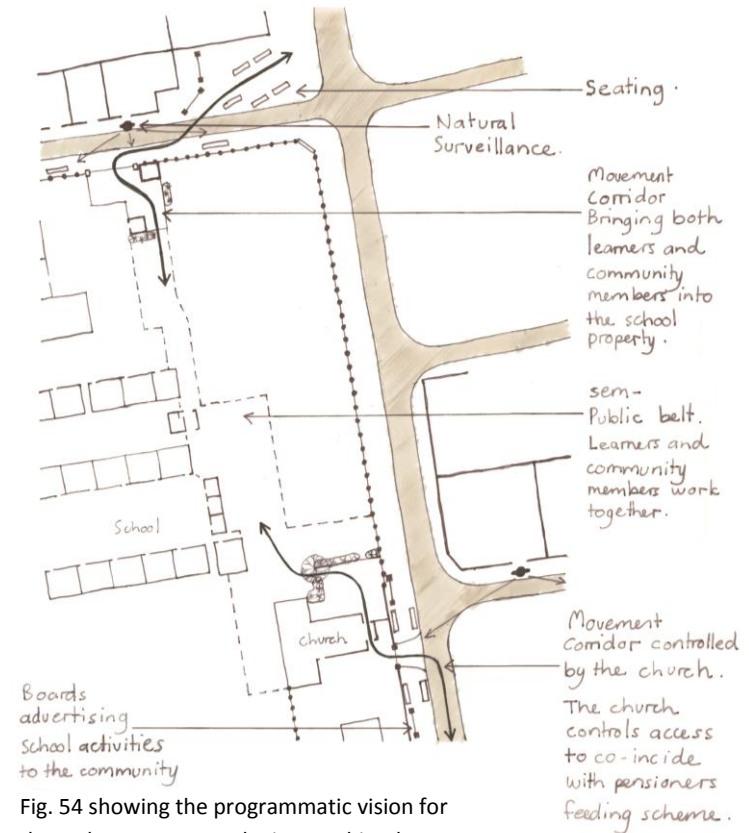 Seating.
Natural
Surveillance.
Movement
Corridor
Bringing both
learners and
community
members into
the school
property.
sem-
Public belt.
Learners and
community
members work
together.
School
church
Movement
Corridor controlled
by the church.
The church
controls access
to co-incide
with pensioners
feeding scheme.
Boards
advertising
School activities
to the community
Fig. 54 showing the programmatic vision for